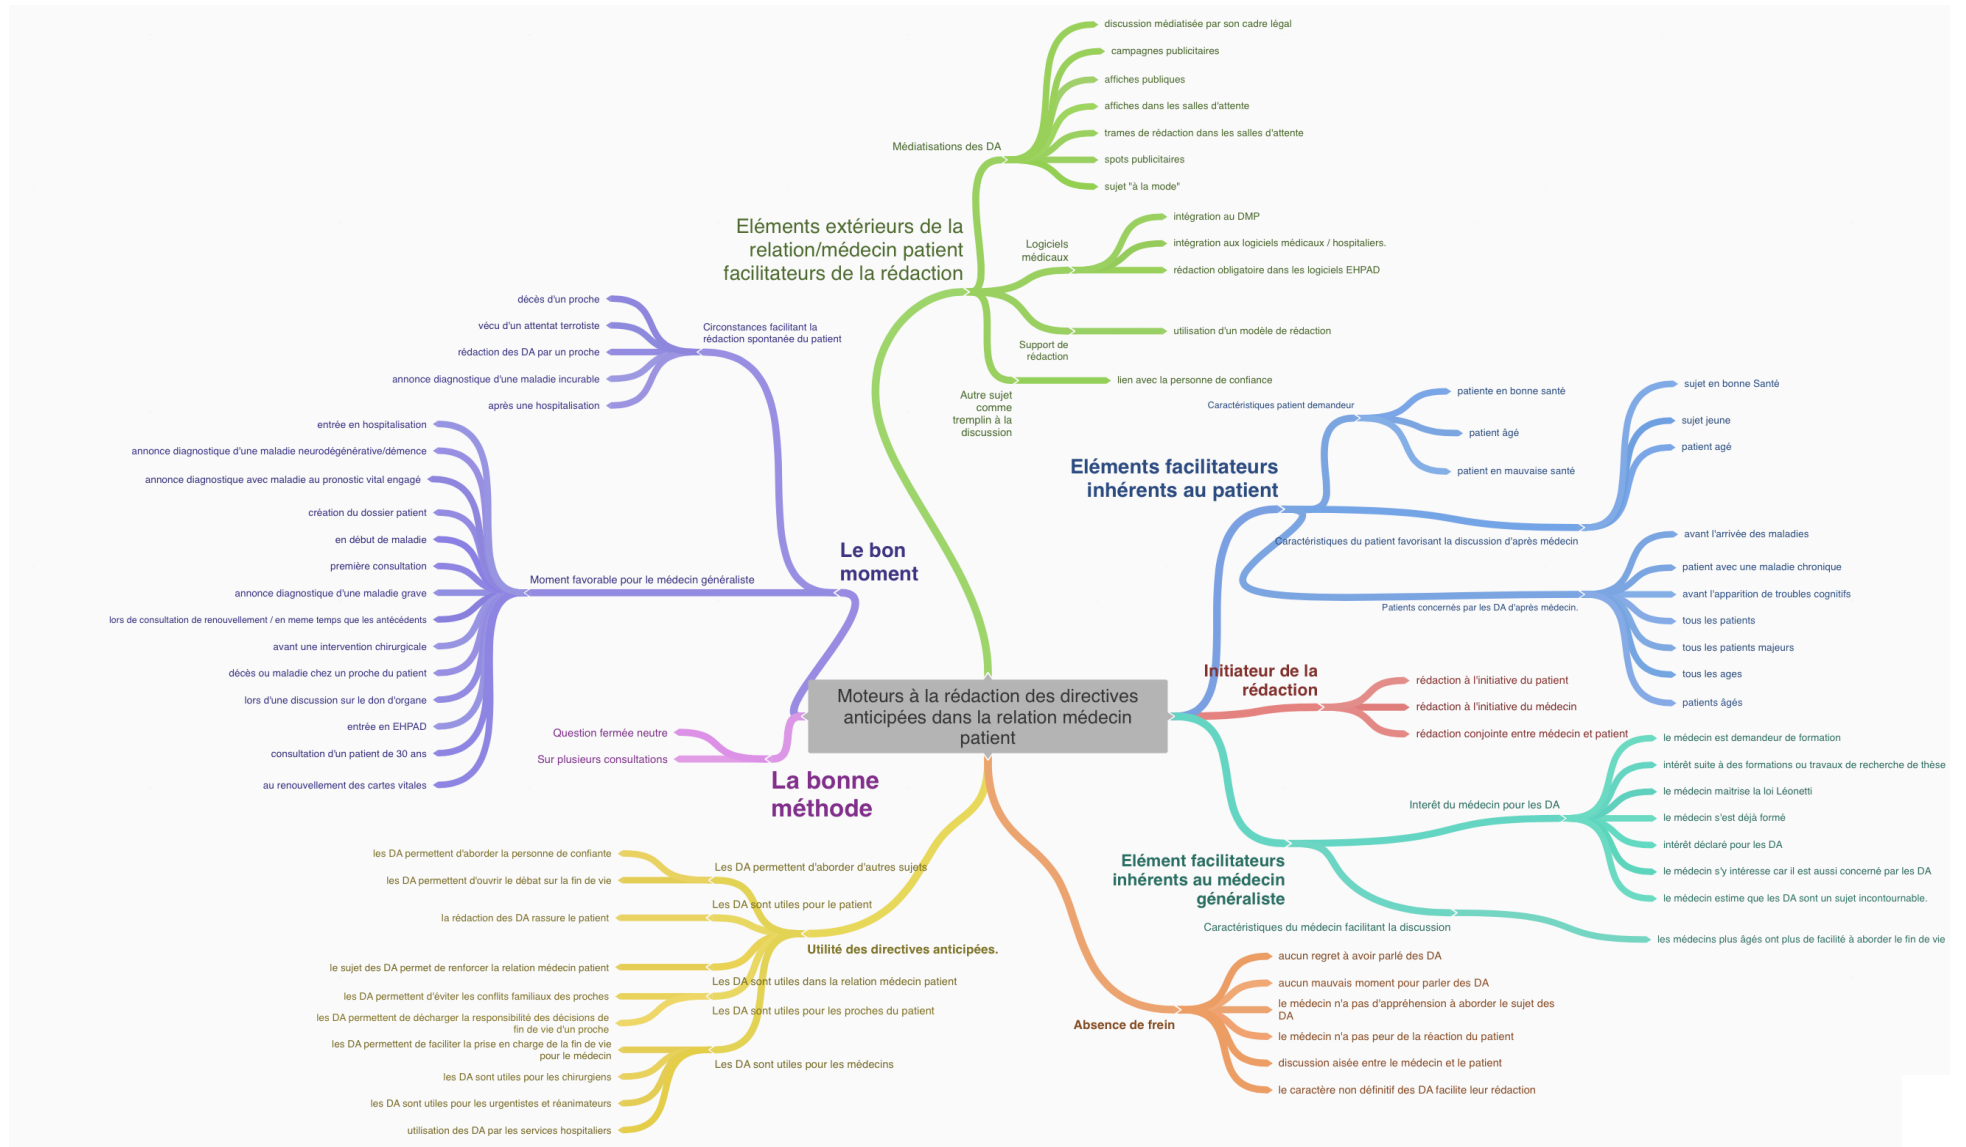 discussion médiatisée par son cadre légal
campagnes publicitaires
affiches publiques
affiches dans les salles d'attente
trames de rédaction dans les salles d'attente
spots publicitaires
sujet "à la mode"
Médiatisations des DA
Eléments extérieurs de la
relation/médecin patient
facilitateurs de la rédaction
Logiciels
médicaux
intégration au DMP
intégration aux logiciels médicaux / hospitaliers.
rédaction obligatoire dans les logiciels EHPAD
Support de
rédaction
utilisation d'un modèle de rédaction
Autre sujet
comme
tremplin à la
discussion
lien avec la personne de confiance
Circonstances facilitant la
rédaction spontanée du patient
décès d'un proche
vécu d'un attentat terrotiste
rédaction des DA par un proche
annonce diagnostique d'une maladie incurable
après une hospitalisation
Le bon
moment
Moment favorable pour le médecin généraliste
entrée en hospitalisation
annonce diagnostique d'une maladie neurodégénérative/démence
annonce diagnostique avec maladie au pronostic vital engagé
création du dossier patient
en début de maladie
première consultation
annonce diagnostique d'une maladie grave
lors de consultation de renouvellement / en meme temps que les antécédents
avant une intervention chirurgicale
décès ou maladie chez un proche du patient
lors d'une discussion sur le don d'organe
entrée en EHPAD
consultation d'un patient de 30 ans
au renouvellement des cartes vitales
Eléments facilitateurs
inhérents au patient
Caractéristiques patient demandeur
patiente en bonne santé
patient âgé
patient en mauvaise santé
Caractéristiques du patient favorisant la discussion d'après médecin
sujet en bonne Santé
sujet jeune
patient agé
Patients concernés par les DA d'après médecin.
avant l'arrivée des maladies
patient avec une maladie chronique
avant l'apparition de troubles cognitifs
tous les patients
tous les patients majeurs
tous les ages
patients âgés
Moteurs à la rédaction des directives
anticipées dans la relation médecin
patient
Initiateur de la
rédaction
rédaction à l'initiative du patient
rédaction à l'initiative du médecin
rédaction conjointe entre médecin et patient
La bonne
méthode
Question fermée neutre
Sur plusieurs consultations
Elément facilitateurs
inhérents au médecin
généraliste
Interêt du médecin pour les DA
le médecin est demandeur de formation
intérêt suite à des formations ou travaux de recherche de thèse
le médecin maitrise la loi Léonetti
le médecin s'est déjà formé
intérêt déclaré pour les DA
le médecin s'y intéresse car il est aussi concerné par les DA
le médecin estime que les DA sont un sujet incontournable.
Caractéristiques du médecin facilitant la discussion
les médecins plus âgés ont plus de facilité à aborder le fin de vie
Utilité des directives anticipées.
Les DA permettent d'aborder d'autres sujets
les DA permettent d'aborder la personne de confiante
les DA permettent d'ouvrir le débat sur la fin de vie
Les DA sont utiles pour le patient
la rédaction des DA rassure le patient
Les DA sont utiles dans la relation médecin patient
le sujet des DA permet de renforcer la relation médecin patient
Les DA sont utiles pour les proches du patient
les DA permettent d'éviter les conflits familiaux des proches
les DA permettent de décharger la responsibilité des décisions de
fin de vie d'un proche
Les DA sont utiles pour les médecins
les DA permettent de faciliter la prise en charge de la fin de vie
pour le médecin
les DA sont utiles pour les chirurgiens
les DA sont utiles pour les urgentistes et réanimateurs
utilisation des DA par les services hospitaliers
Absence de frein
aucun regret à avoir parlé des DA
aucun mauvais moment pour parler des DA
le médecin n'a pas d'appréhension à aborder le sujet des
DA
le médecin n'a pas peur de la réaction du patient
discussion aisée entre le médecin et le patient
le caractère non définitif des DA facilite leur rédaction